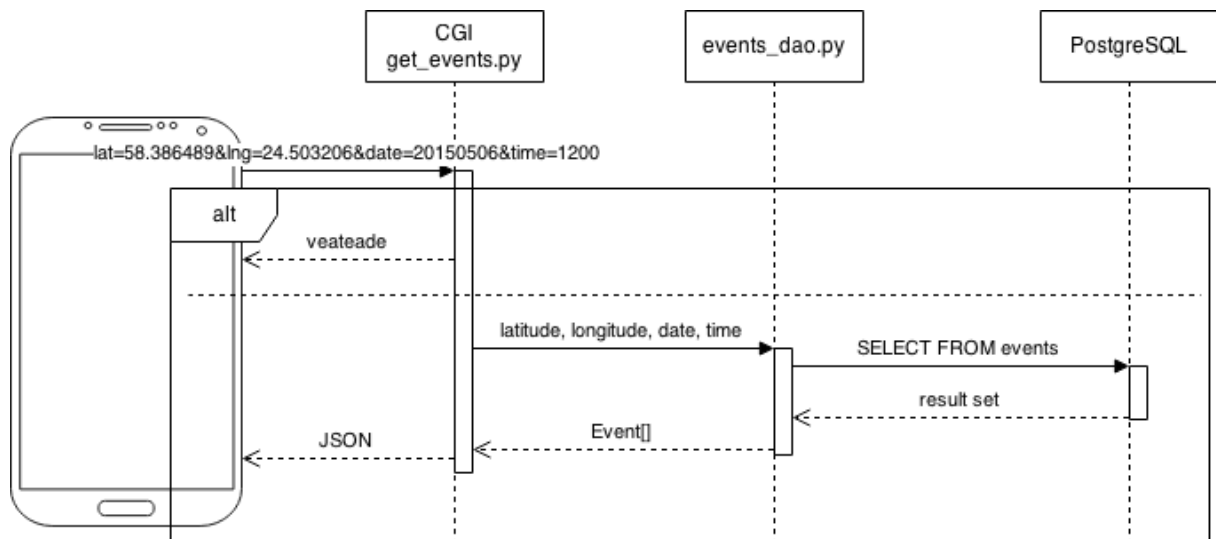 CGI
get_events.py
events_dao.py
PostgreSQL
lat=58.386489&lng=24.503206&date=20150506&time=1200
alt
veateade
latitude, longitude, date, time
SELECT FROM events
result set
Event[]
JSON